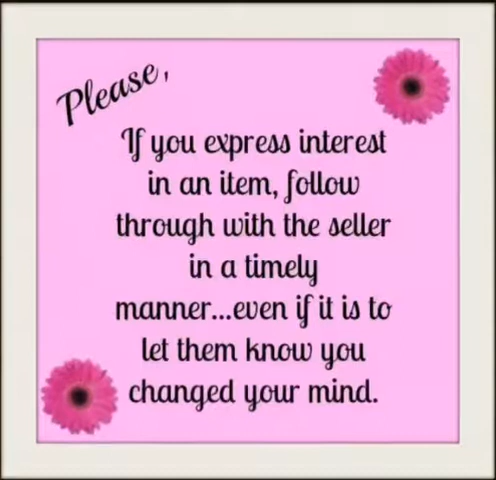 Please,
If you express interest
in an item, follow
through with the seller
in a timely
manner...even if it is to
let them know you
changed your mind.